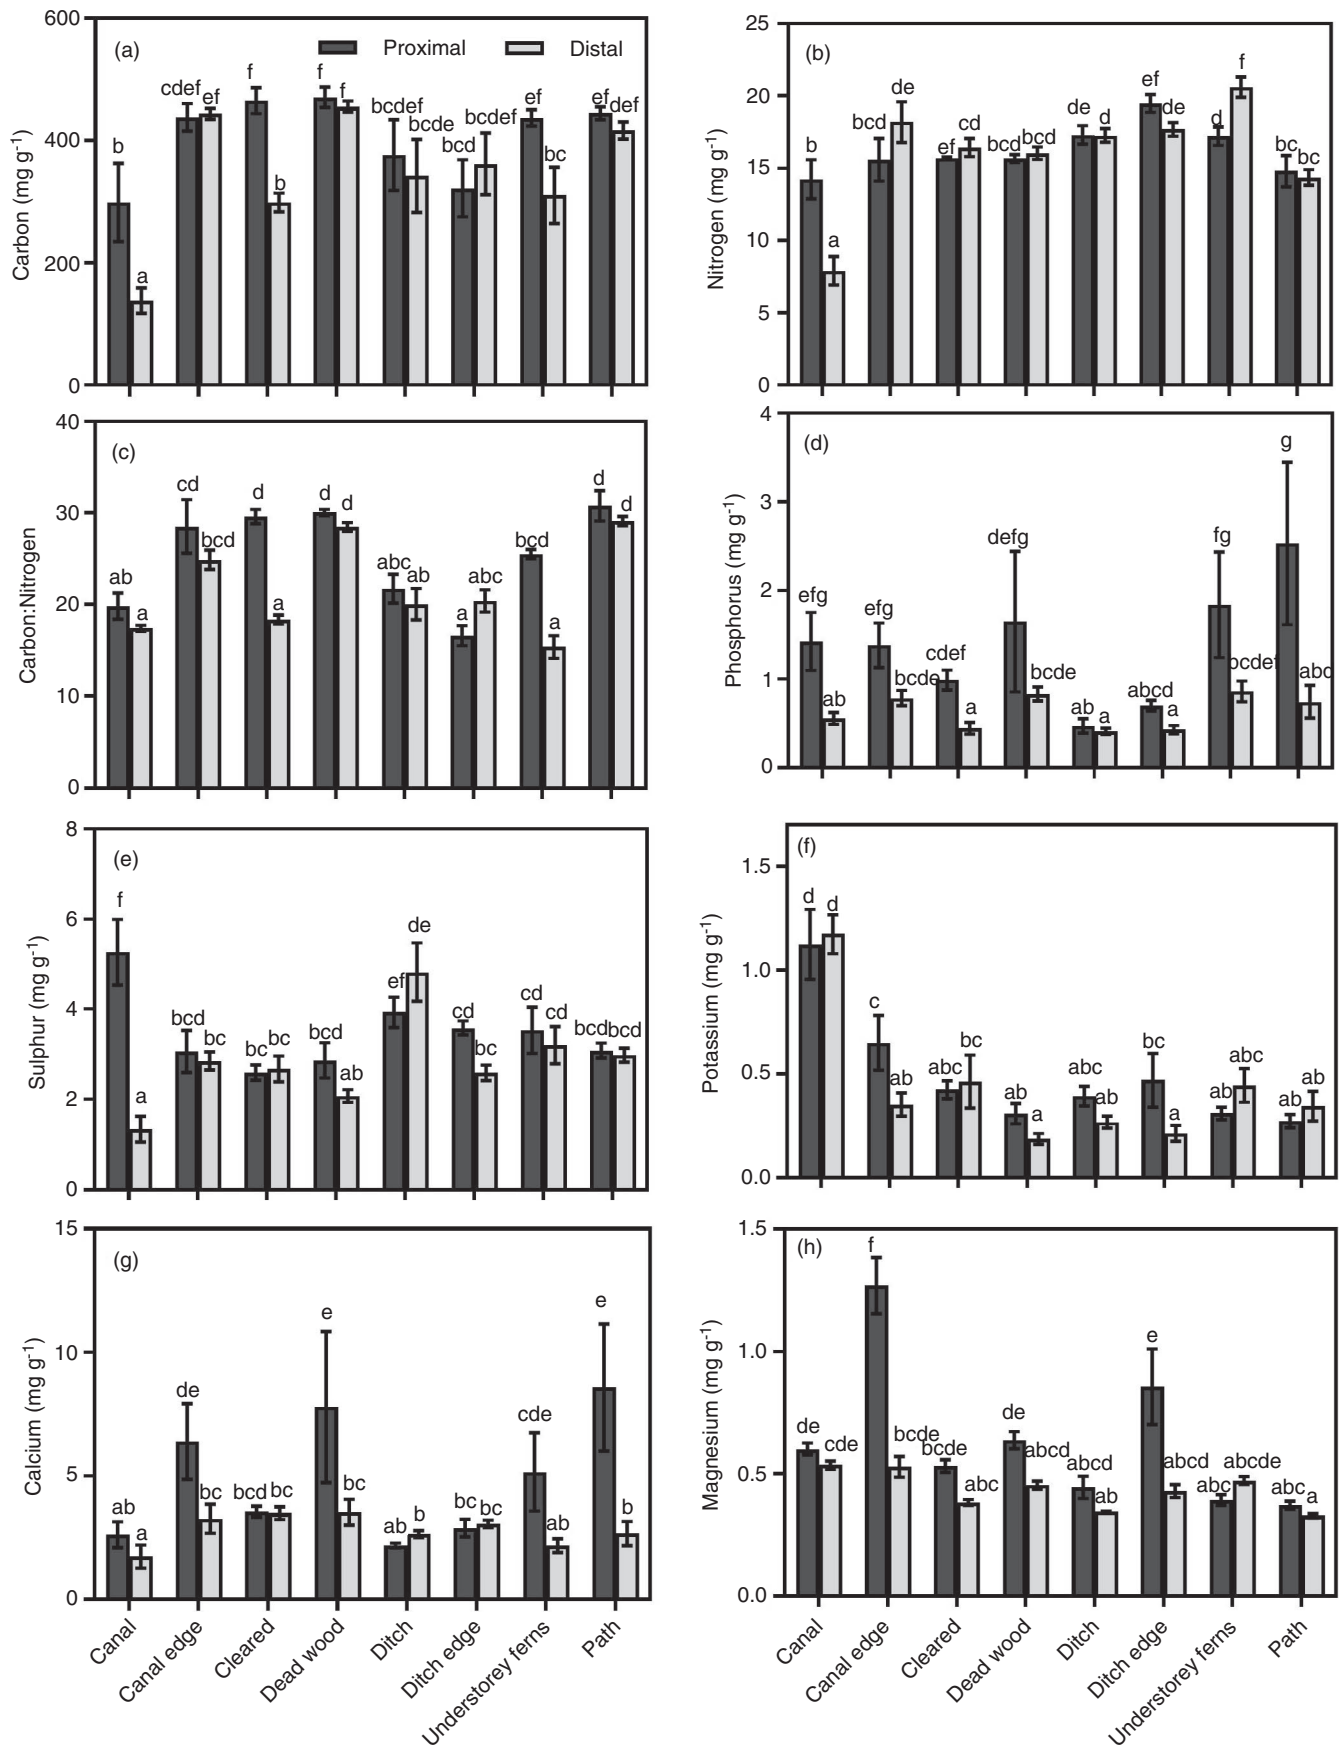 600
(a)
Proximal
Distal
cdef
ef
f
f
f
bcdef
bcde
bcd
bcdef
ef
bc
ef
def
b
a
b
400
200
0
Carbon (mg g-1)
25
(b)
b
a
bcd
de
ef
cd
bcd
bcd
de
d
ef
de
d
f
bc
bc
20
15
10
5
0
Nitrogen (mg g-1)
40
(c)
ab
a
cd
bcd
d
a
d
d
abc
ab
a
abc
bcd
a
d
d
30
20
10
0
Carbon:Nitrogen
4
(d)
efg
ab
efg
bcde
cdef
a
defg
bcde
ab
a
abcd
a
fg
bcdef
g
abc
3
2
1
0
Phosphorus (mg g-1)
8
(e)
f
a
bcd
bc
bc
bc
bcd
ab
ef
de
cd
bc
cd
cd
bcd
bcd
6
4
2
0
Sulphur (mg g-1)
(f)
1.5
d
d
c
ab
abc
bc
ab
a
abc
ab
bc
a
ab
abc
ab
ab
1.0
0.5
0.0
Potassium (mg g-1)
15
(g)
ab
a
de
bc
bcd
bc
e
bc
ab
b
bc
bc
cde
ab
e
b
10
5
0
Calcium (mg g-1)
Canal
Canal edge
Cleared
Dead wood
Ditch
Ditch edge
Understorey ferns
Path
1.5
(h)
de
cde
f
bcde
bcde
abc
de
abcd
abcd
ab
e
abcd
abc
abcde
abc
a
1.0
0.5
0.0
Magnesium (mg g-1)
Canal
Canal edge
Cleared
Dead wood
Ditch
Ditch edge
Understorey ferns
Path